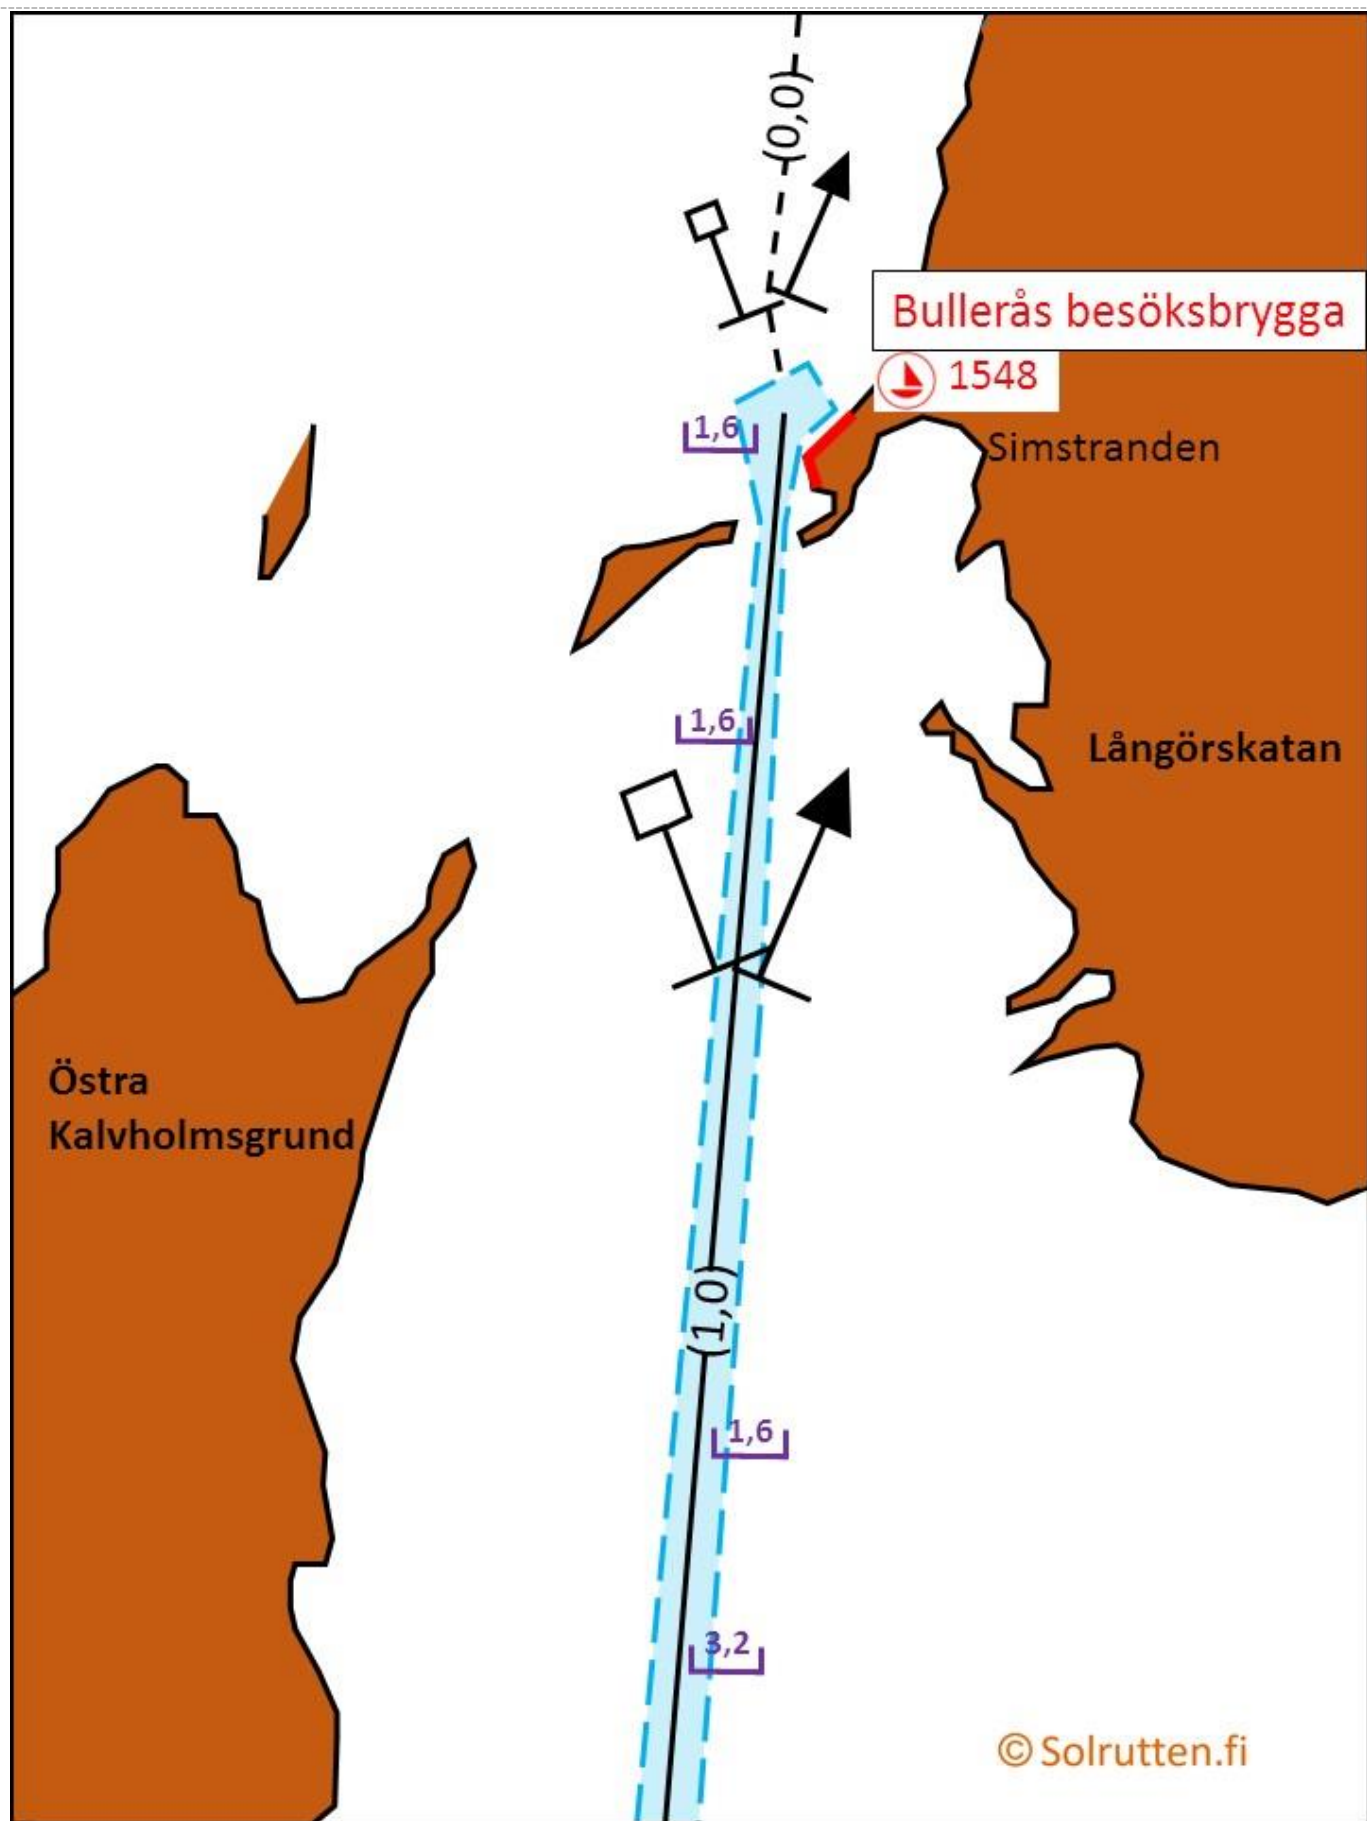 (0,0)
Bullerås besöksbrygga
1548
1,6
Simstranden
1,6
Långörskatan
Östra
Kalvholmsgrund
(1,0)
1,6
3,2
© Solrutten.fi